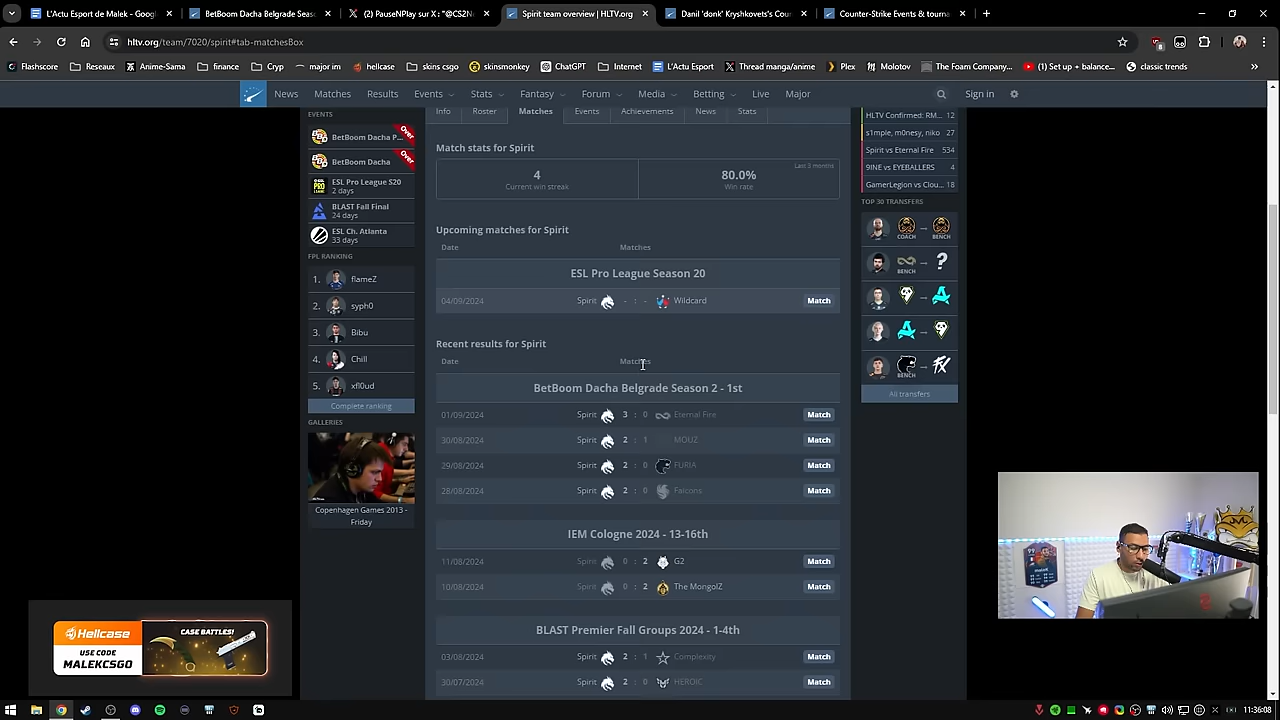 L'Actu Esport de Malek - Google
BetBoom Dacha Belgrade Seaso
(2) PauseNPlay sur X : "@CS2N
Spirit team overview | HLTV.org
Danil 'donk' Kryshkovets's Coun
Counter-Strike Events & tourna
hltv.org/team/7020/spirit#tab-matchesBox
Flashscore
Reseaux
Anime-Sama
finance
Cryp
major im
hellcase
skins csgo
skinsmonkey
ChatGPT
Internet
L'Actu Esport
Thread manga/anime
Plex
Molotov
The Foam Company...
(1) Set up + balance...
classic trends
News
Matches
Results
Events
Stats
Fantasy
Forum
Media
Betting
Live
Major
Sign in
EVENTS
BetBoom Dacha P...
Over
BetBoom Dacha
Over
ESL Pro League S20
2 days
BLAST Fall Final
24 days
ESL Ch. Atlanta
33 days
FPL RANKING
1. flameZ
2. syph0
3. Bibu
4. Chill
5. xfl0ud
Complete ranking
GALLERIES
Copenhagen Games 2013 -
Friday
Info
Roster
Matches
Events
Achievements
News
Stats
Match stats for Spirit
4
Current win streak
Last 3 months
80.0%
Win rate
Upcoming matches for Spirit
Date Matches
ESL Pro League Season 20
04/09/2024 Spirit - : - Wildcard Match
Recent results for Spirit
Date Matches
BetBoom Dacha Belgrade Season 2 - 1st
01/09/2024 Spirit 3 : 0 Eternal Fire Match
30/08/2024 Spirit 2 : 1 MOUZ Match
29/08/2024 Spirit 2 : 0 FURIA Match
28/08/2024 Spirit 2 : 0 Falcons Match
IEM Cologne 2024 - 13-16th
11/08/2024 Spirit 0 : 2 G2 Match
10/08/2024 Spirit 0 : 2 The MongolZ Match
BLAST Premier Fall Groups 2024 - 1-4th
03/08/2024 Spirit 2 : 1 Complexity Match
30/07/2024 Spirit 2 : 0 HEROIC Match
HLTV Confirmed: RM... 12
s1mple, m0nesy, niko 27
Spirit vs Eternal Fire 534
9INE vs EYEBALLERS 4
GamerLegion vs Clou... 18
TOP 30 TRANSFERS
COACH
BENCH
BENCH
?
BENCH
All transfers
Hellcase
USE CODE
MALEKCSGO
CASE BATTLES!
11:36:08